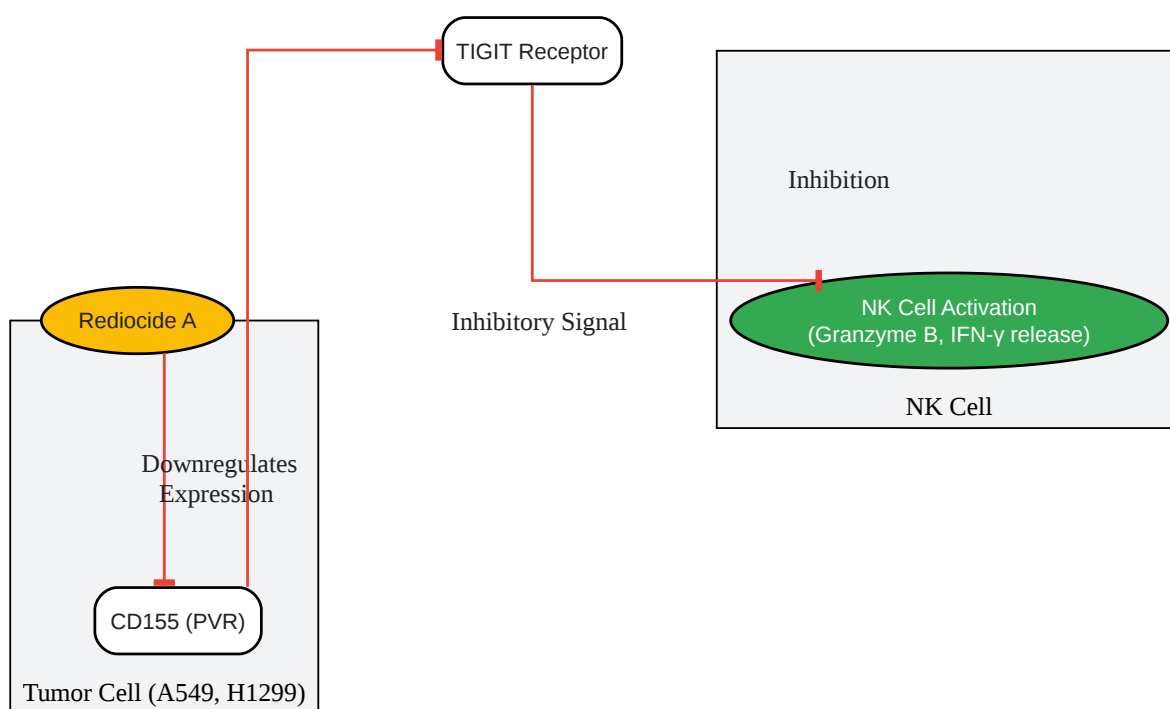 TIGIT Receptor
Inhibition
Rediocide A
Inhibitory Signal
NK Cell Activation
(Granzyme B, IFN-γ release)
NK Cell
Downregulates
Expression
CD155 (PVR)
Tumor Cell (A549, H1299)